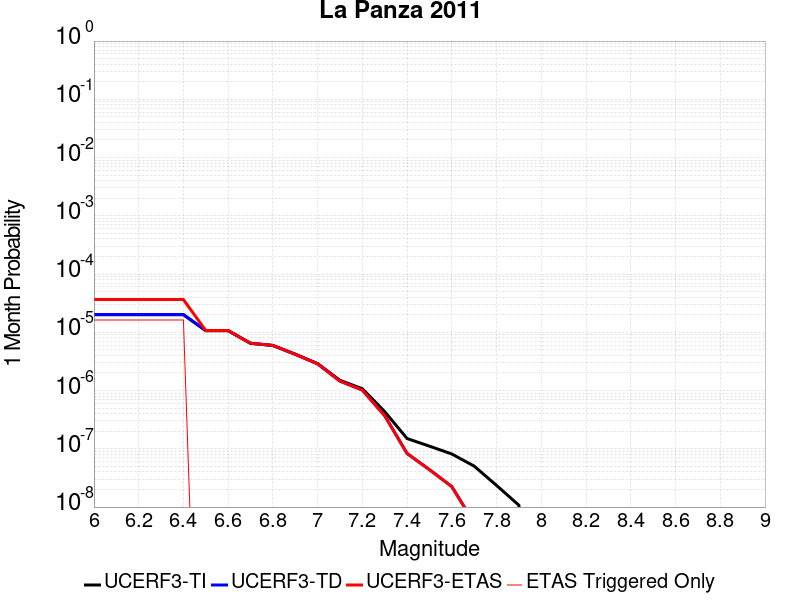 La Panza 2011
1 Month Probability
10^0
10^-1
10^-2
10^-3
10^-4
10^-5
10^-6
10^-7
10^-8
6 6.2 6.4 6.6 6.8 7 7.2 7.4 7.6 7.8 8 8.2 8.4 8.6 8.8 9
Magnitude
UCERF3-TI UCERF3-TD UCERF3-ETAS ETAS Triggered Only